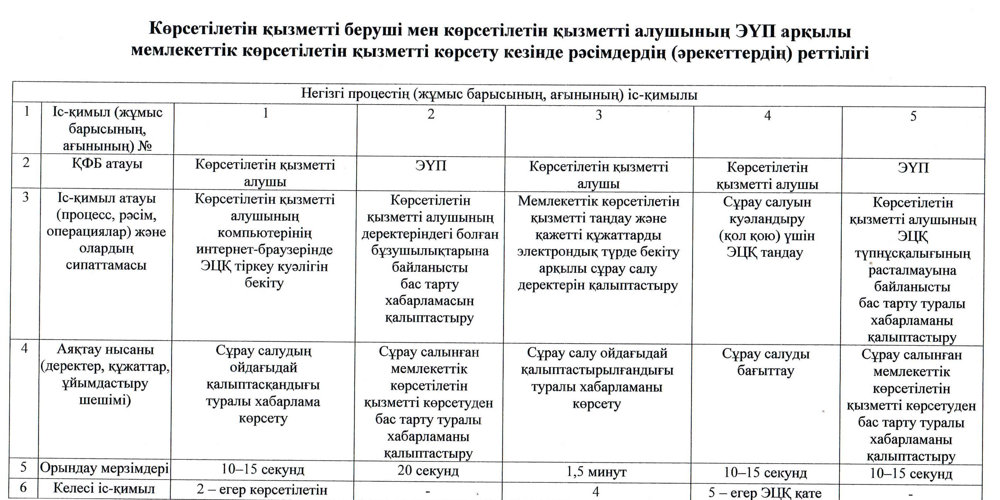 Көрсетілетін қызметті беруші мен көрсетілетін қызметті алушының ЭҮП арқылы
мемлекеттік көрсетілетін қызметті көрсету кезінде рәсімдердің (әрекеттердің) реттілігі
Негізгі процестің (жұмыс барысының, ағынының) іс-қимылы
1
Іс-қимыл (жұмыс
барысының,
ағынының) №
1
2
3
4
5
2
ҚФБ атауы
Көрсетілетін қызметті
алушы
ЭҮП
Көрсетілетін қызметті
алушы
Көрсетілетін
қызметті алушы
ЭҮП
3
Іс-қимыл атауы
(процесс, рәсім,
операциялар) және
олардың
сипаттамасы
Көрсетілетін қызметті
алушының
компьютерінің
интернет-браузерінде
ЭЦҚ тіркеу куәлігін
бекіту
Көрсетілетін
қызметті алушының
деректеріндегі болған
бұзушылықтарына
байланысты
бас тарту
хабарламасын
қалыптастыру
Мемлекеттік көрсетілетін
қызметті таңдау және
қажетті құжаттарды
электрондық түрде бекіту
арқылы сұрау салу
деректерін қалыптастыру
Сұрау салуын
куәландыру
(қол қою) үшін
ЭЦҚ таңдау
Көрсетілетін
қызметті алушының
ЭЦҚ
түпнұсқалығының
расталмауына
байланысты
бас тарту туралы
хабарламаны
қалыптастыру
4
Аяқтау нысаны
(деректер, құжаттар,
ұйымдастыру
шешімі)
Сұрау салудың
ойдағыдай
қалыптасқандығы
туралы хабарлама
көрсету
Сұрау салынған
мемлекеттік
көрсетілетін
қызметті көрсетуден
бас тарту туралы
хабарламаны
қалыптастыру
Сұрау салу ойдағыдай
қалыптастырылғандығы
туралы хабарламаны
көрсету
Сұрау салуды
бағыттау
Сұрау салынған
мемлекеттік
көрсетілетін
қызметті көрсетуден
бас тарту туралы
хабарламаны
қалыптастыру
5
Орындау мерзімдері
10–15 секунд
20 секунд
1,5 минут
10–15 секунд
10–15 секунд
6
Келесі іс-қимыл
2 – егер көрсетілетін
-
4
5 – егер ЭЦҚ қате
-